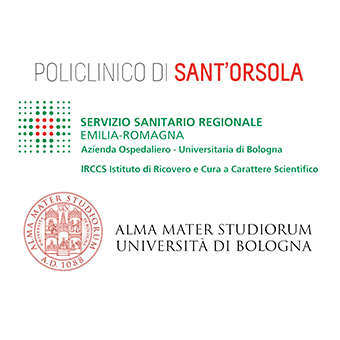 POLICLINICO DI SANT'ORSOLA
SERVIZIO SANITARIO REGIONALE
EMILIA-ROMAGNA
Azienda Ospedaliero - Universitaria di Bologna
IRCCS Istituto di Ricovero e Cura a Carattere Scientifico
ALMA MATER STUDIORUM
A.D. 1088
ALMA MATER STUDIORUM
UNIVERSITÀ DI BOLOGNA